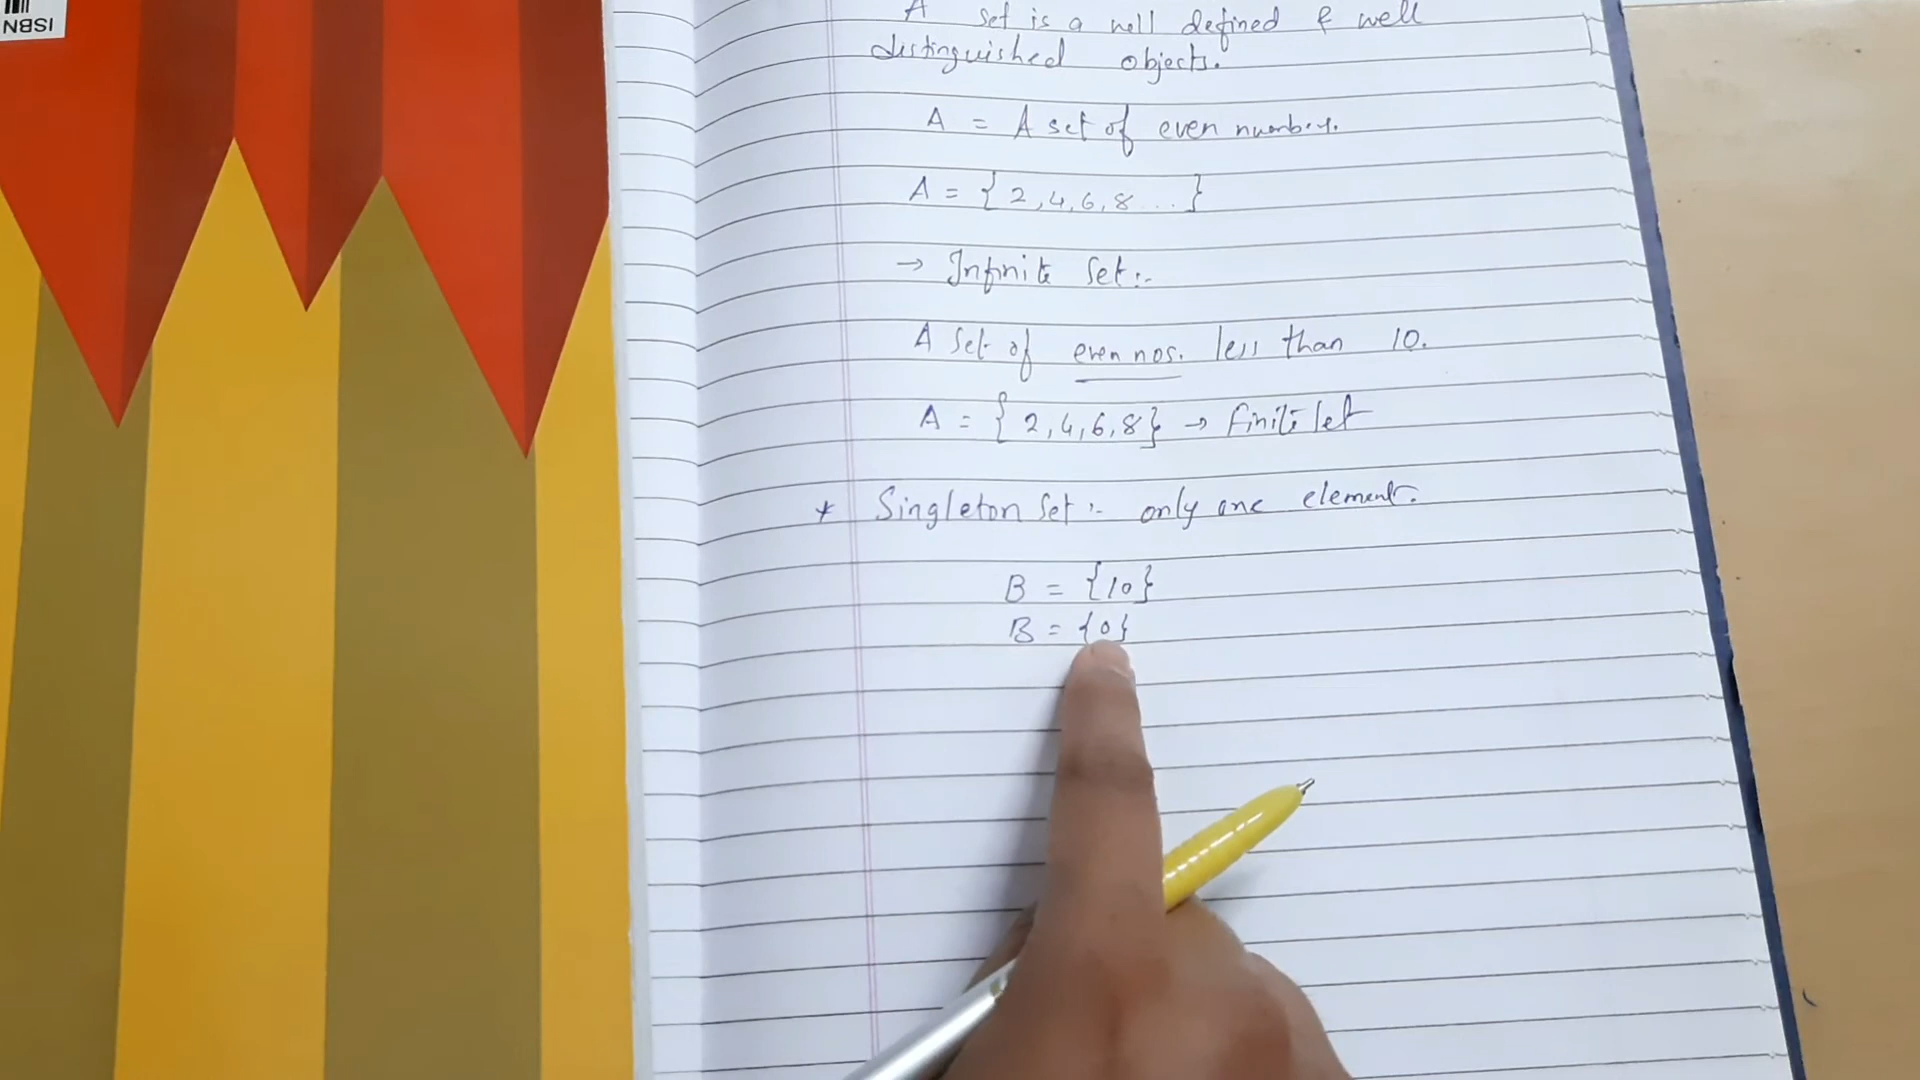 ISBN
A set is a well defined & well
distinguished objects.
A = A set of even numbers.
A = { 2, 4, 6, 8 ... }
→ Infinite Set :-
A Set of even nos. less than 10.
A = { 2, 4, 6, 8 } → Finite Set
* Singleton Set :- only one element.
B = {10}
B = {0}